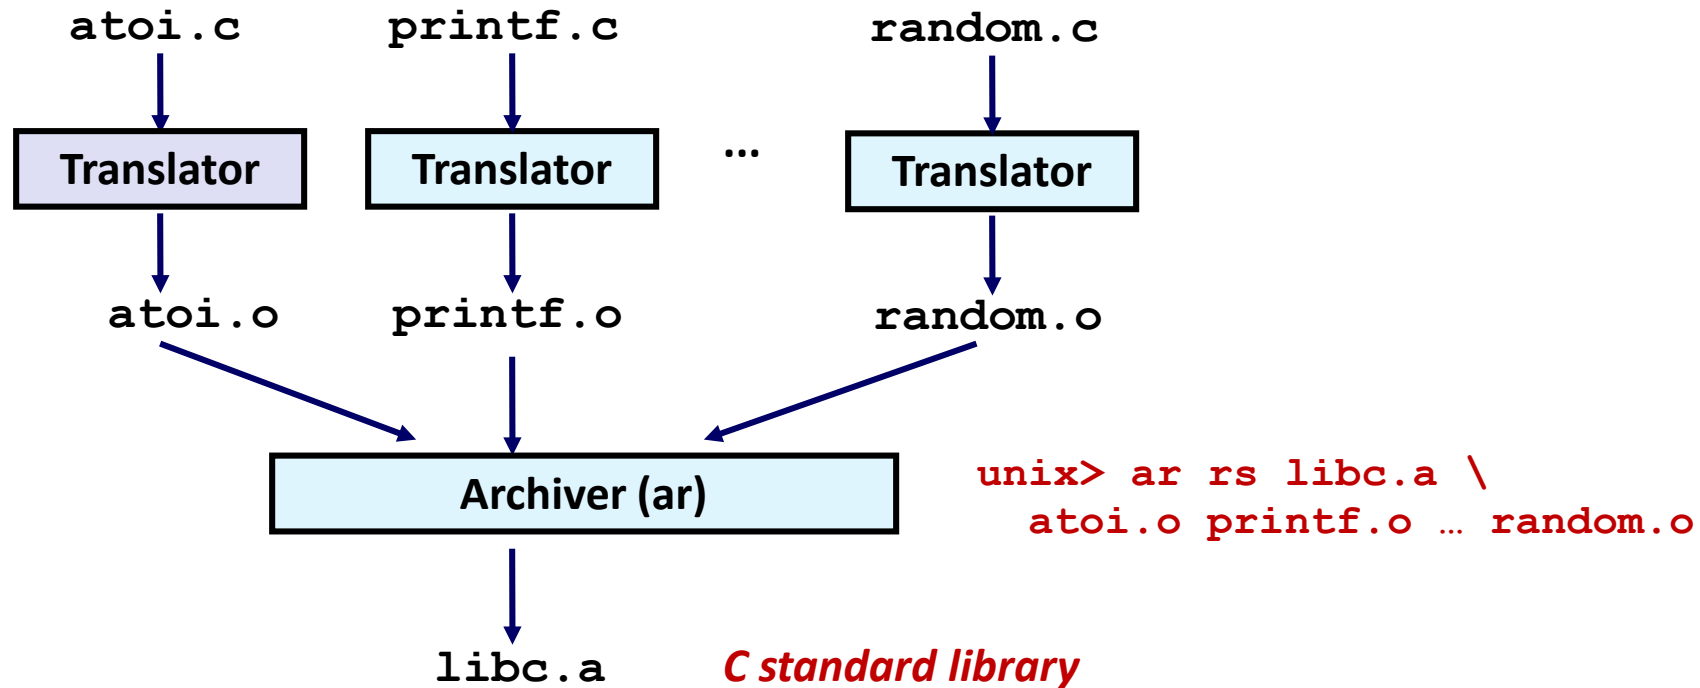 atoi.c printf.c random.c
Translator Translator … Translator
atoi.o printf.o random.o
Archiver (ar)
unix> ar rs libc.a \
atoi.o printf.o … random.o
libc.a C standard library